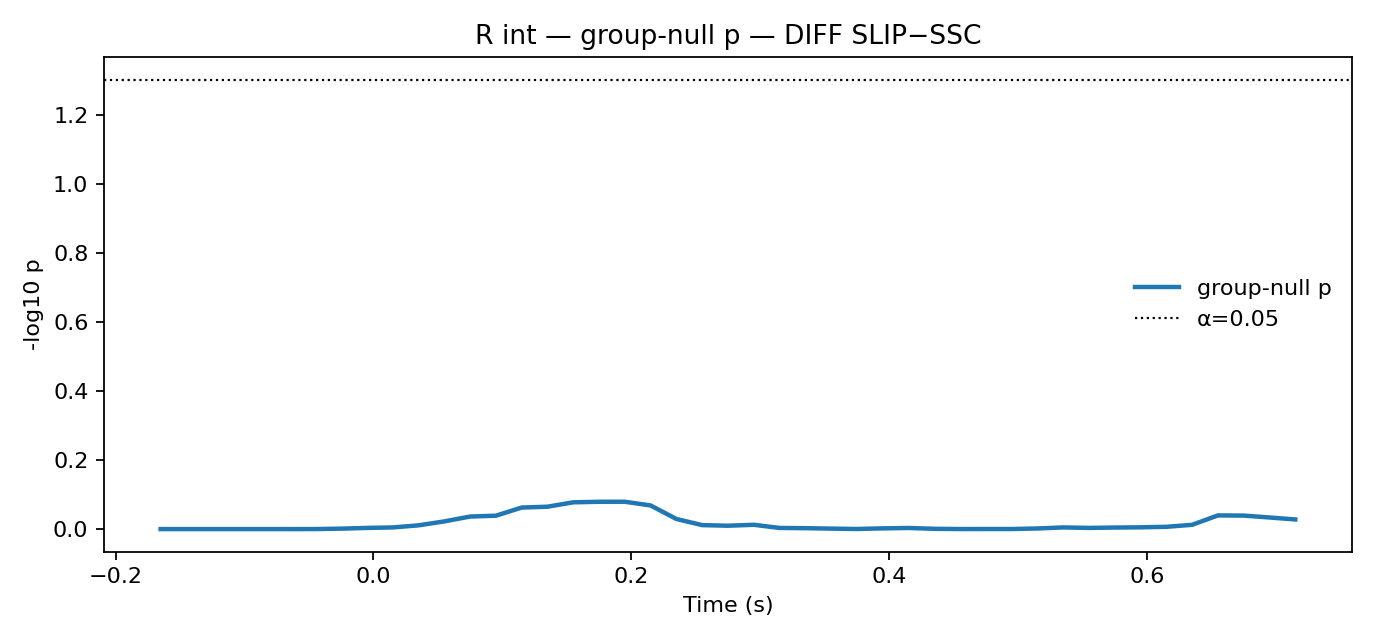 R int — group-null p — DIFF SLIP−SSC
-log10 p
1.2
1.0
0.8
0.6
0.4
0.2
0.0
group-null p
α=0.05
−0.2 0.0 0.2 0.4 0.6
Time (s)